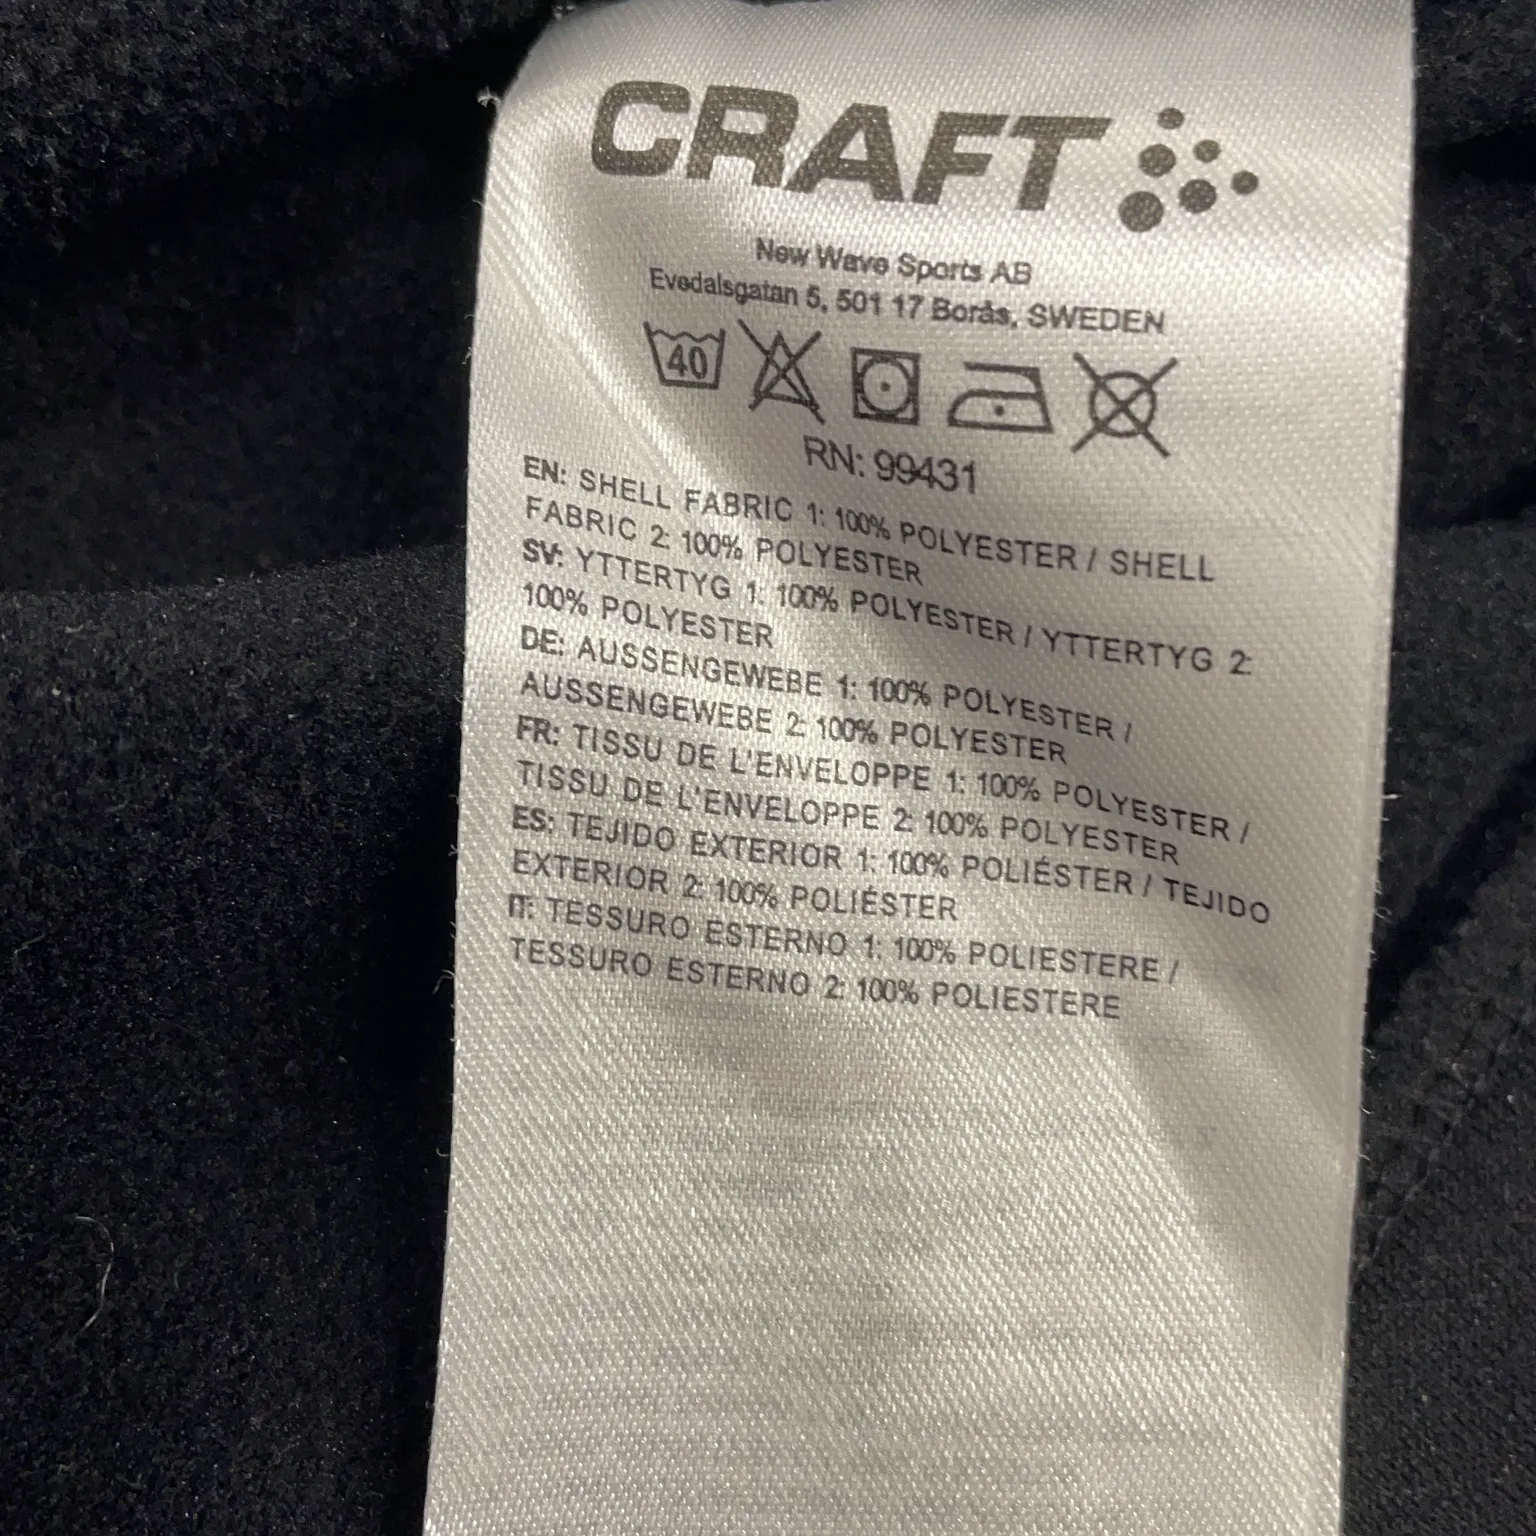 CRAFT
New Wave Sports AB
Evedalsgatan 5, 501 17 Borås, SWEDEN
40
RN: 99431
EN: SHELL FABRIC 1: 100% POLYESTER / SHELL
FABRIC 2: 100% POLYESTER
SV: YTTERTYG 1: 100% POLYESTER / YTTERTYG 2:
100% POLYESTER
DE: AUSSENGEWEBE 1: 100% POLYESTER /
AUSSENGEWEBE 2: 100% POLYESTER
FR: TISSU DE L'ENVELOPPE 1: 100% POLYESTER /
TISSU DE L'ENVELOPPE 2: 100% POLYESTER
ES: TEJIDO EXTERIOR 1: 100% POLIÉSTER / TEJIDO
EXTERIOR 2: 100% POLIÉSTER
IT: TESSURO ESTERNO 1: 100% POLIESTERE /
TESSURO ESTERNO 2: 100% POLIESTERE